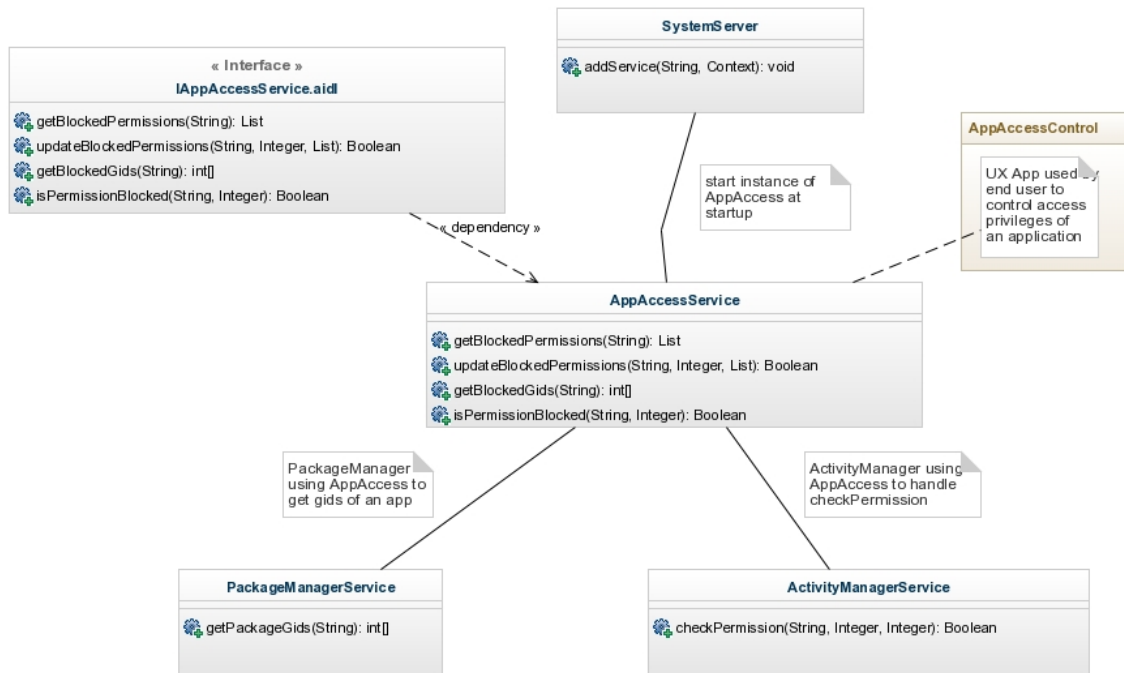 SystemServer
addService(String, Context): void
« Interface »
IAppAccessService.aidl
getBlockedPermissions(String): List
updateBlockedPermissions(String, Integer, List): Boolean
getBlockedGids(String): int[]
isPermissionBlocked(String, Integer): Boolean
AppAccessControl
UX App used by
end user to
control access
privileges of
an application
start instance of
AppAccess at
startup
« dependency »
AppAccessService
getBlockedPermissions(String): List
updateBlockedPermissions(String, Integer, List): Boolean
getBlockedGids(String): int[]
isPermissionBlocked(String, Integer): Boolean
PackageManager
using AppAccess to
get gids of an app
ActivityManager using
AppAccess to handle
checkPermission
PackageManagerService
getPackageGids(String): int[]
ActivityManagerService
checkPermission(String, Integer, Integer): Boolean